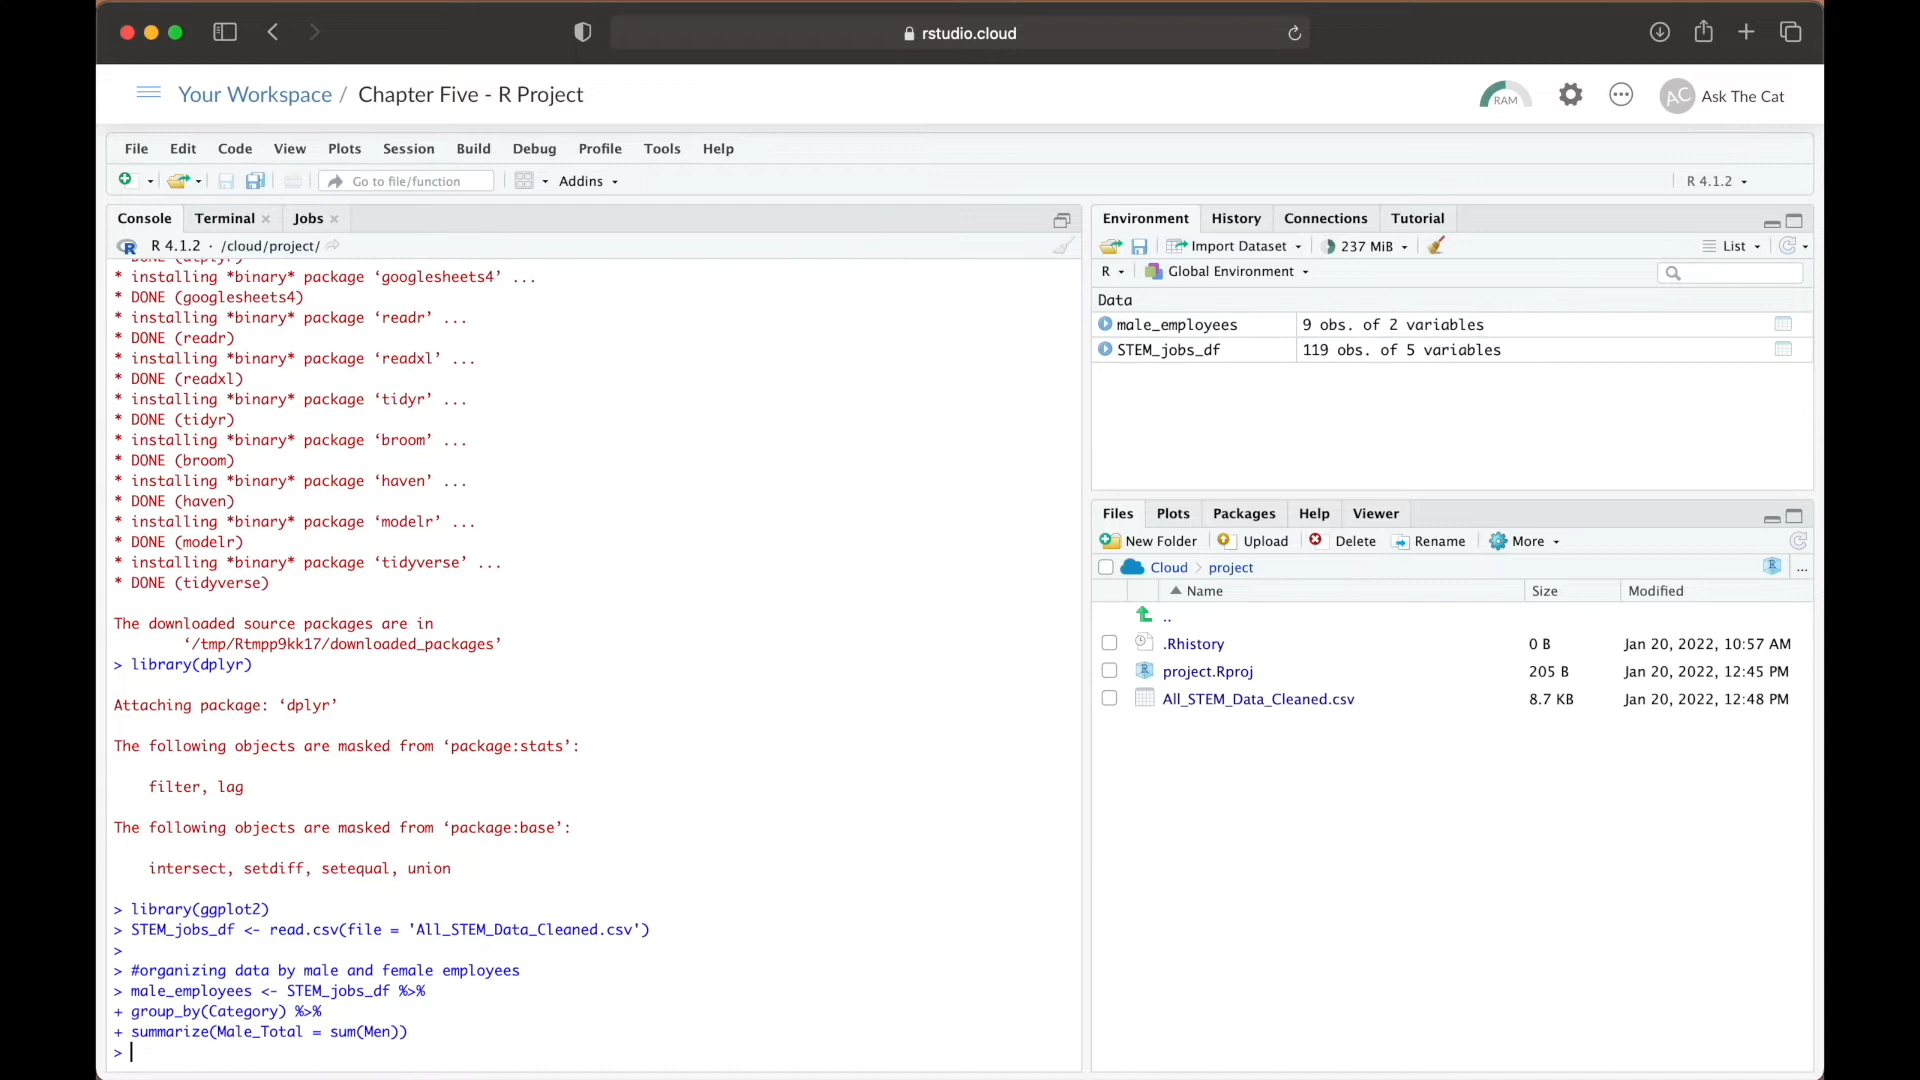 rstudio.cloud
Your Workspace / Chapter Five - R Project
RAM
AC Ask The Cat
File Edit Code View Plots Session Build Debug Profile Tools Help
Go to file/function
Addins
R 4.1.2
Console Terminal Jobs
R 4.1.2 · /cloud/project/
* DONE (dtplyr)
* installing *binary* package ‘googlesheets4’ ...
* DONE (googlesheets4)
* installing *binary* package ‘readr’ ...
* DONE (readr)
* installing *binary* package ‘readxl’ ...
* DONE (readxl)
* installing *binary* package ‘tidyr’ ...
* DONE (tidyr)
* installing *binary* package ‘broom’ ...
* DONE (broom)
* installing *binary* package ‘haven’ ...
* DONE (haven)
* installing *binary* package ‘modelr’ ...
* DONE (modelr)
* installing *binary* package ‘tidyverse’ ...
* DONE (tidyverse)
The downloaded source packages are in
‘/tmp/Rtmpp9kk17/downloaded_packages’
> library(dplyr)
Attaching package: ‘dplyr’
The following objects are masked from ‘package:stats’:
filter, lag
The following objects are masked from ‘package:base’:
intersect, setdiff, setequal, union
> library(ggplot2)
> STEM_jobs_df <- read.csv(file = 'All_STEM_Data_Cleaned.csv')
>
> #organizing data by male and female employees
> male_employees <- STEM_jobs_df %>%
+ group_by(Category) %>%
+ summarize(Male_Total = sum(Men))
>
Environment History Connections Tutorial
Import Dataset 237 MiB List
R Global Environment
Data
male_employees 9 obs. of 2 variables
STEM_jobs_df 119 obs. of 5 variables
Files Plots Packages Help Viewer
New Folder Upload Delete Rename More
Cloud > project ...
Name Size Modified
..
.Rhistory 0 B Jan 20, 2022, 10:57 AM
project.Rproj 205 B Jan 20, 2022, 12:45 PM
All_STEM_Data_Cleaned.csv 8.7 KB Jan 20, 2022, 12:48 PM